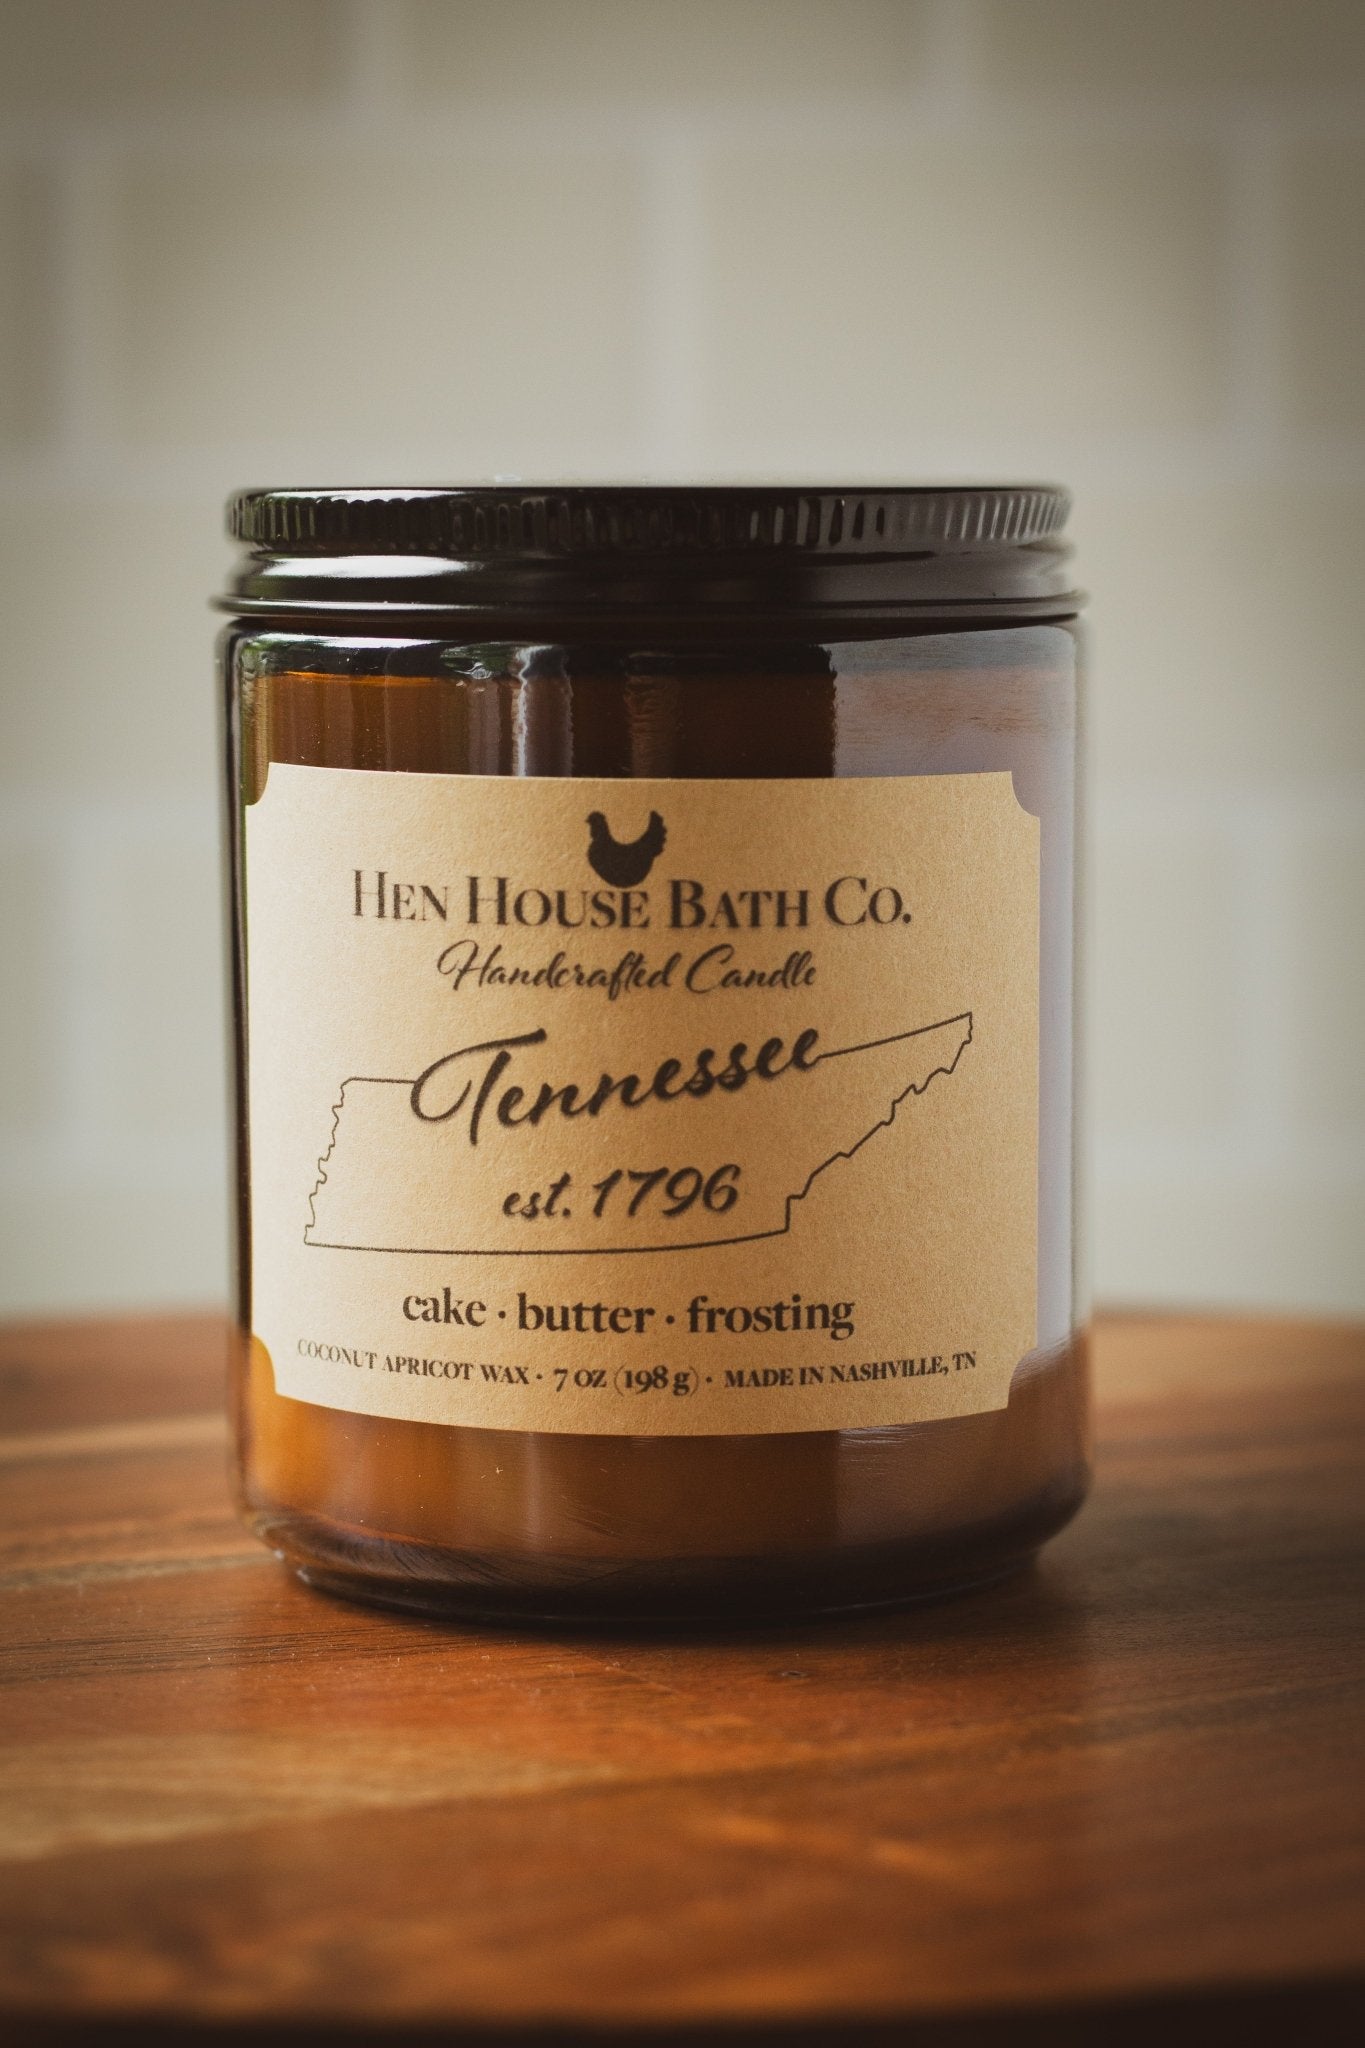 HEN HOUSE BATH CO.
Handcrafted Candle
Tennessee
est. 1796
cake · butter · frosting
COCONUT APRICOT WAX · 7 OZ (198 g) · MADE IN NASHVILLE, TN